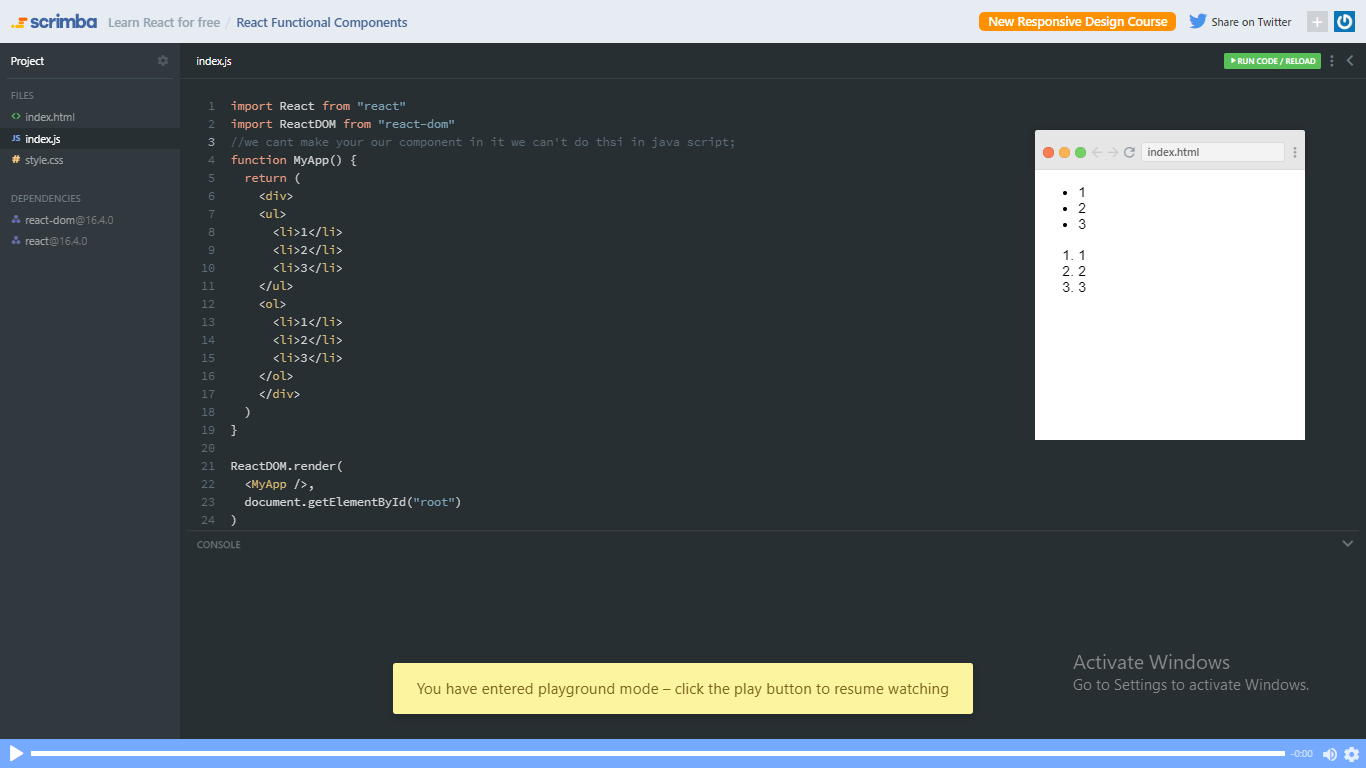 scrimba Learn React for free / React Functional Components New Responsive Design Course Share on Twitter +
Project
FILES
<> index.html
JS index.js
# style.css
DEPENDENCIES
react-dom@16.4.0
react@16.4.0
index.js
RUN CODE / RELOAD
1 import React from "react"
2 import ReactDOM from "react-dom"
3 //we cant make your our component in it we can't do thsi in java script;
4 function MyApp() {
5 return (
6 <div>
7 <ul>
8 <li>1</li>
9 <li>2</li>
10 <li>3</li>
11 </ul>
12 <ol>
13 <li>1</li>
14 <li>2</li>
15 <li>3</li>
16 </ol>
17 </div>
18 )
19 }
20
21 ReactDOM.render(
22 <MyApp />,
23 document.getElementById("root")
24 )
index.html
• 1
• 2
• 3
1. 1
2. 2
3. 3
CONSOLE
You have entered playground mode – click the play button to resume watching
Activate Windows
Go to Settings to activate Windows.
-0:00